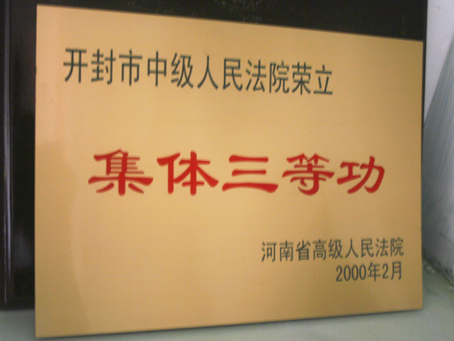 开封市中级人民法院荣立
集体三等功
河南省高级人民法院
2000年2月